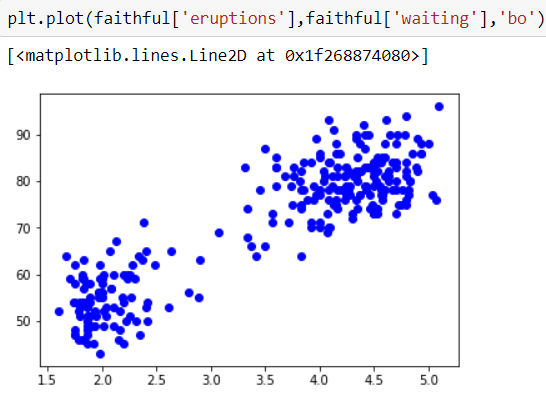 plt.plot(faithful['eruptions'],faithful['waiting'],'bo')
[<matplotlib.lines.Line2D at 0x1f268874080>]
90
80
70
60
50
1.5 2.0 2.5 3.0 3.5 4.0 4.5 5.0